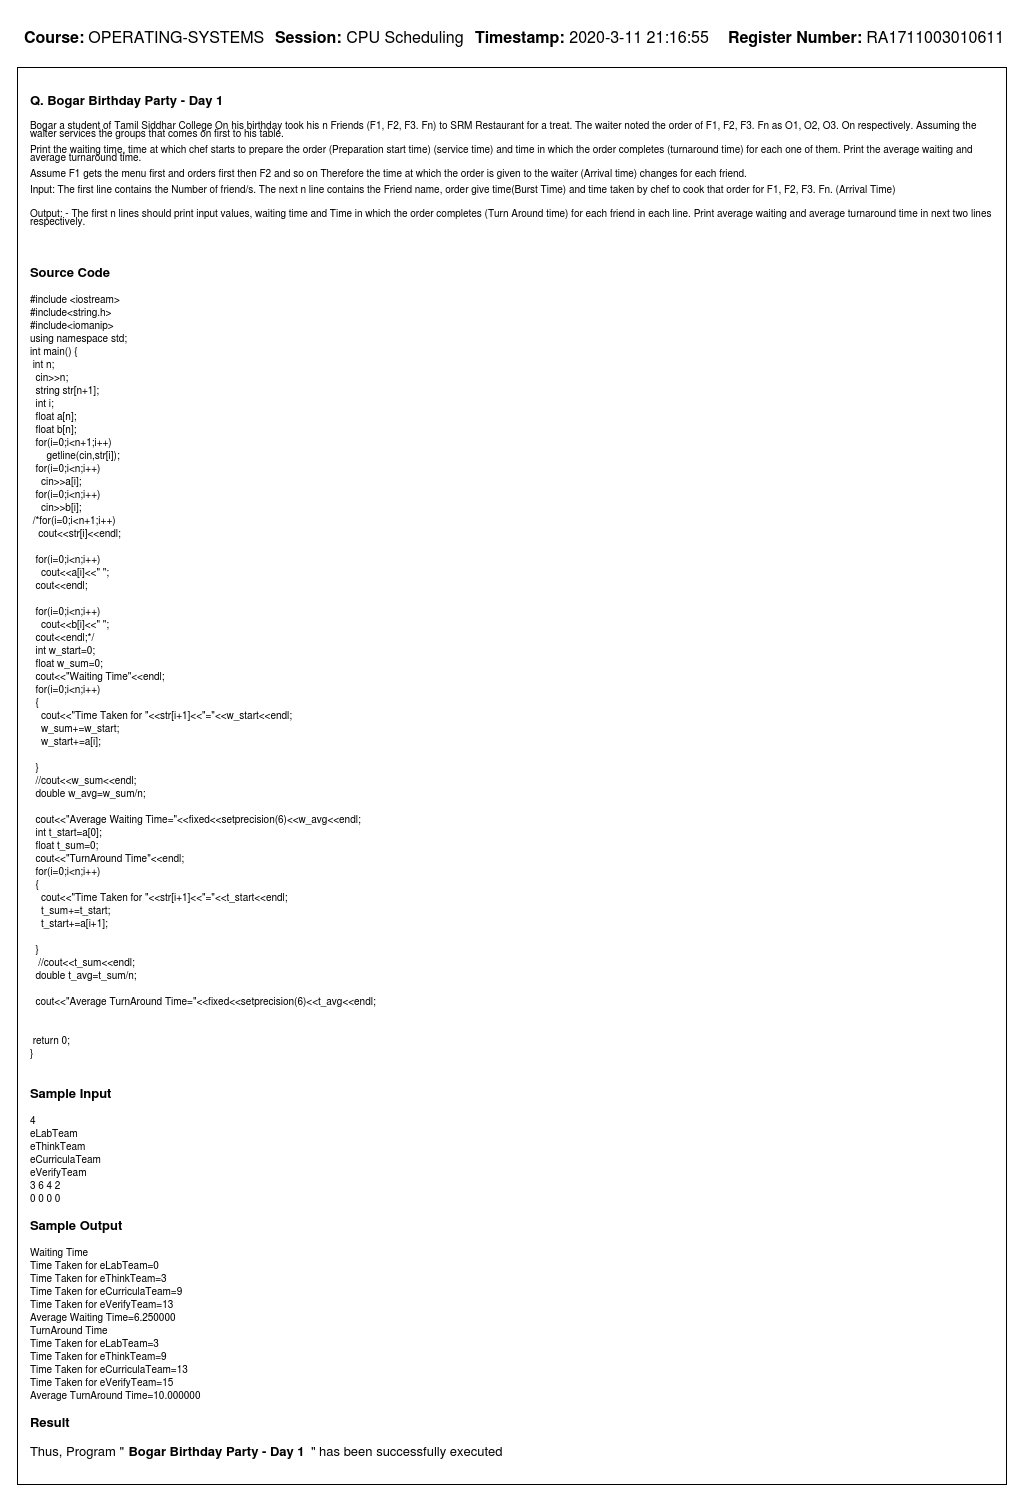 Course: OPERATING-SYSTEMS Session: CPU Scheduling Timestamp: 2020-3-11 21:16:55 Register Number: RA1711003010611
Q. Bogar Birthday Party - Day 1
Bogar a student of Tamil Siddhar College On his birthday took his n Friends (F1, F2, F3. Fn) to SRM Restaurant for a treat. The waiter noted the order of F1, F2, F3. Fn as O1, O2, O3. On respectively. Assuming the
waiter services the groups that comes on first to his table.
Print the waiting time, time at which chef starts to prepare the order (Preparation start time) (service time) and time in which the order completes (turnaround time) for each one of them. Print the average waiting and
average turnaround time.
Assume F1 gets the menu first and orders first then F2 and so on Therefore the time at which the order is given to the waiter (Arrival time) changes for each friend.
Input: The first line contains the Number of friend/s. The next n line contains the Friend name, order give time(Burst Time) and time taken by chef to cook that order for F1, F2, F3. Fn. (Arrival Time)
Output: - The first n lines should print input values, waiting time and Time in which the order completes (Turn Around time) for each friend in each line. Print average waiting and average turnaround time in next two lines
respectively.
Source Code
#include <iostream>
#include<string.h>
#include<iomanip>
using namespace std;
int main() {
int n;
cin>>n;
string str[n+1];
int i;
float a[n];
float b[n];
for(i=0;i<n+1;i++)
getline(cin,str[i]);
for(i=0;i<n;i++)
cin>>a[i];
for(i=0;i<n;i++)
cin>>b[i];
/*for(i=0;i<n+1;i++)
cout<<str[i]<<endl;
for(i=0;i<n;i++)
cout<<a[i]<<" ";
cout<<endl;
for(i=0;i<n;i++)
cout<<b[i]<<" ";
cout<<endl;*/
int w_start=0;
float w_sum=0;
cout<<"Waiting Time"<<endl;
for(i=0;i<n;i++)
{
cout<<"Time Taken for "<<str[i+1]<<"="<<w_start<<endl;
w_sum+=w_start;
w_start+=a[i];
}
//cout<<w_sum<<endl;
double w_avg=w_sum/n;
cout<<"Average Waiting Time="<<fixed<<setprecision(6)<<w_avg<<endl;
int t_start=a[0];
float t_sum=0;
cout<<"TurnAround Time"<<endl;
for(i=0;i<n;i++)
{
cout<<"Time Taken for "<<str[i+1]<<"="<<t_start<<endl;
t_sum+=t_start;
t_start+=a[i+1];
}
//cout<<t_sum<<endl;
double t_avg=t_sum/n;
cout<<"Average TurnAround Time="<<fixed<<setprecision(6)<<t_avg<<endl;
return 0;
}
Sample Input
4
eLabTeam
eThinkTeam
eCurriculaTeam
eVerifyTeam
3 6 4 2
0 0 0 0
Sample Output
Waiting Time
Time Taken for eLabTeam=0
Time Taken for eThinkTeam=3
Time Taken for eCurriculaTeam=9
Time Taken for eVerifyTeam=13
Average Waiting Time=6.250000
TurnAround Time
Time Taken for eLabTeam=3
Time Taken for eThinkTeam=9
Time Taken for eCurriculaTeam=13
Time Taken for eVerifyTeam=15
Average TurnAround Time=10.000000
Result
Thus, Program " Bogar Birthday Party - Day 1 " has been successfully executed